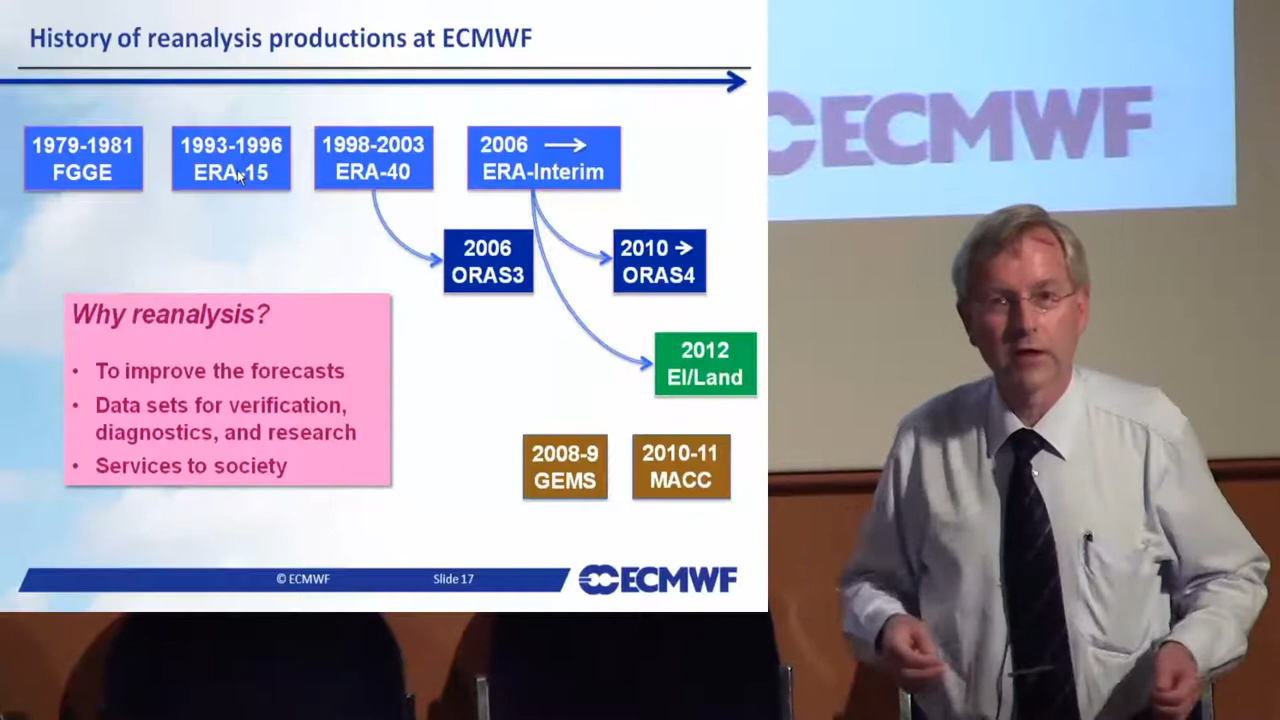 History of reanalysis productions at ECMWF
1979-1981
FGGE
1993-1996
ERA-15
1998-2003
ERA-40
2006 →
ERA-Interim
2006
ORAS3
2010 →
ORAS4
Why reanalysis?
• To improve the forecasts
• Data sets for verification,
diagnostics, and research
• Services to society
2012
EI/Land
2008-9
GEMS
2010-11
MACC
© ECMWF
Slide 17
ECMWF
ECMWF